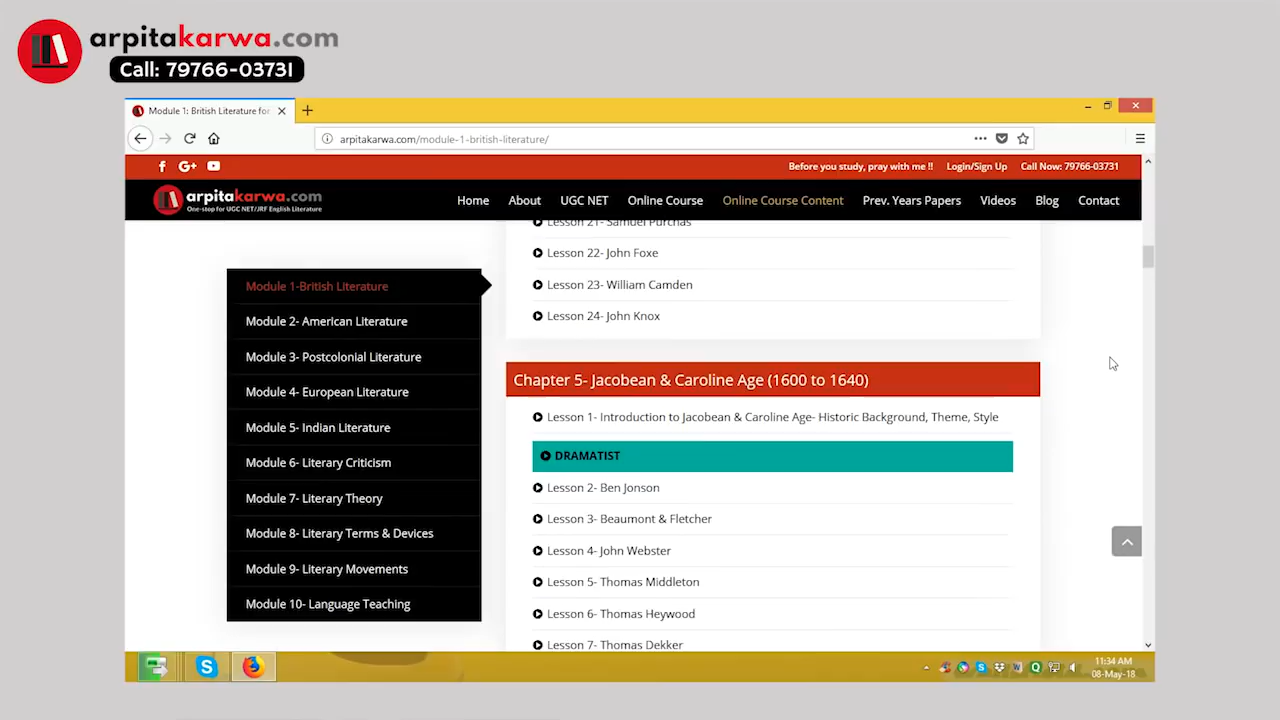 arpitakarwa.com
Call: 79766-03731
Module 1: British Literature for
arpitakarwa.com/module-1-british-literature/
Before you study, pray with me !! Login/Sign Up Call Now: 79766-03731
arpitakarwa.com
One-stop for UGC NET/JRF English Literature
Home About UGC NET Online Course Online Course Content Prev. Years Papers Videos Blog Contact
Module 1-British Literature
Module 2- American Literature
Module 3- Postcolonial Literature
Module 4- European Literature
Module 5- Indian Literature
Module 6- Literary Criticism
Module 7- Literary Theory
Module 8- Literary Terms & Devices
Module 9- Literary Movements
Module 10- Language Teaching
Lesson 21- Samuel Purchas
Lesson 22- John Foxe
Lesson 23- William Camden
Lesson 24- John Knox
Chapter 5- Jacobean & Caroline Age (1600 to 1640)
Lesson 1- Introduction to Jacobean & Caroline Age- Historic Background, Theme, Style
DRAMATIST
Lesson 2- Ben Jonson
Lesson 3- Beaumont & Fletcher
Lesson 4- John Webster
Lesson 5- Thomas Middleton
Lesson 6- Thomas Heywood
Lesson 7- Thomas Dekker
11:34 AM
08-May-18